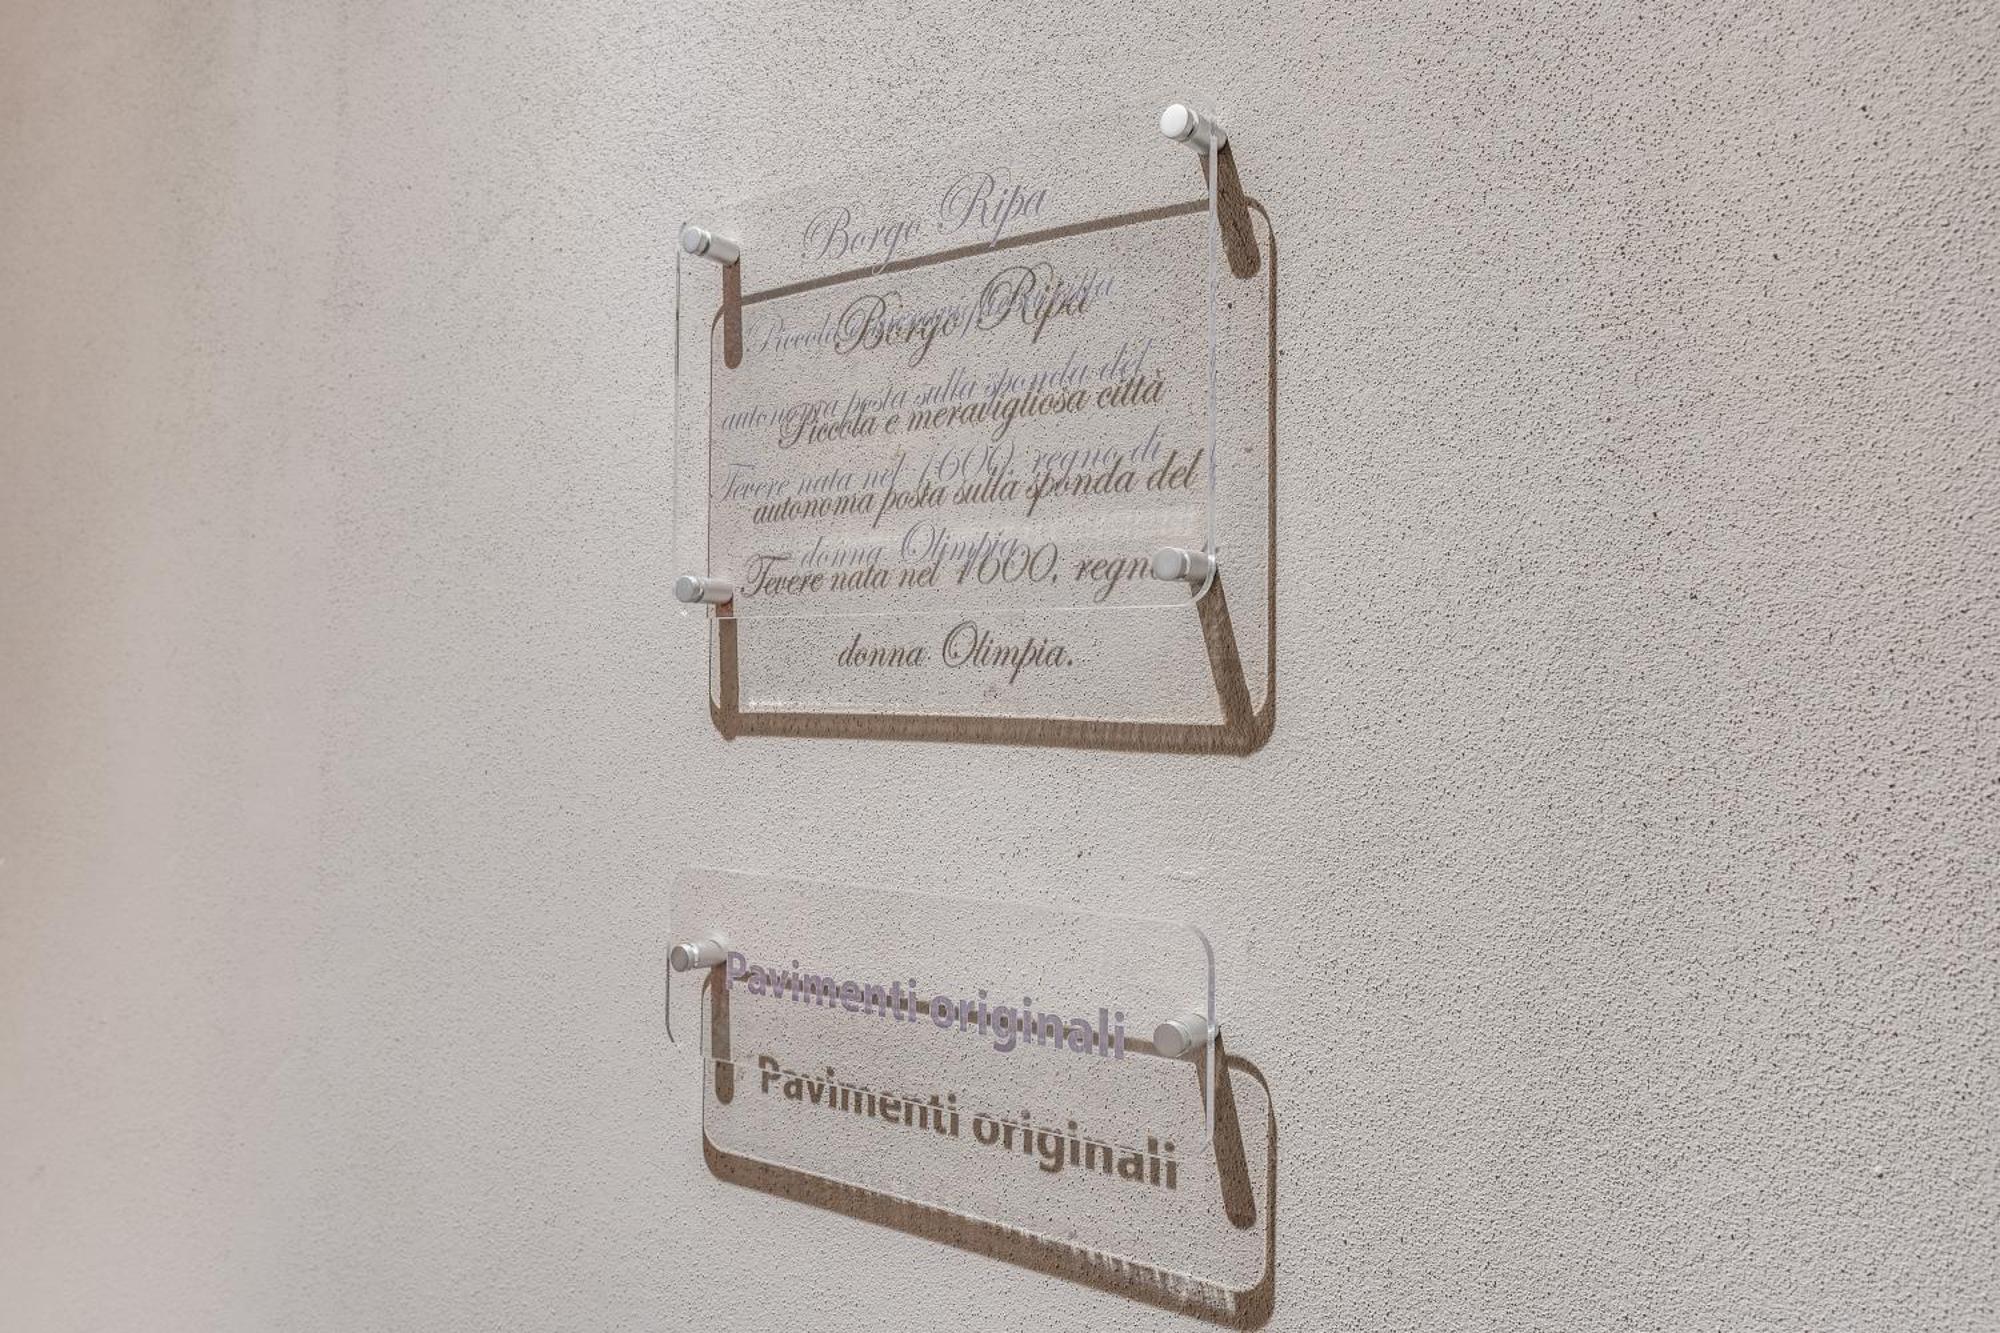 Borgo Ripa
Piccola e meravigliosa città
autonoma posta sulla sponda del
Tevere nata nel 1600, regno di
donna Olimpia.
Pavimenti originali